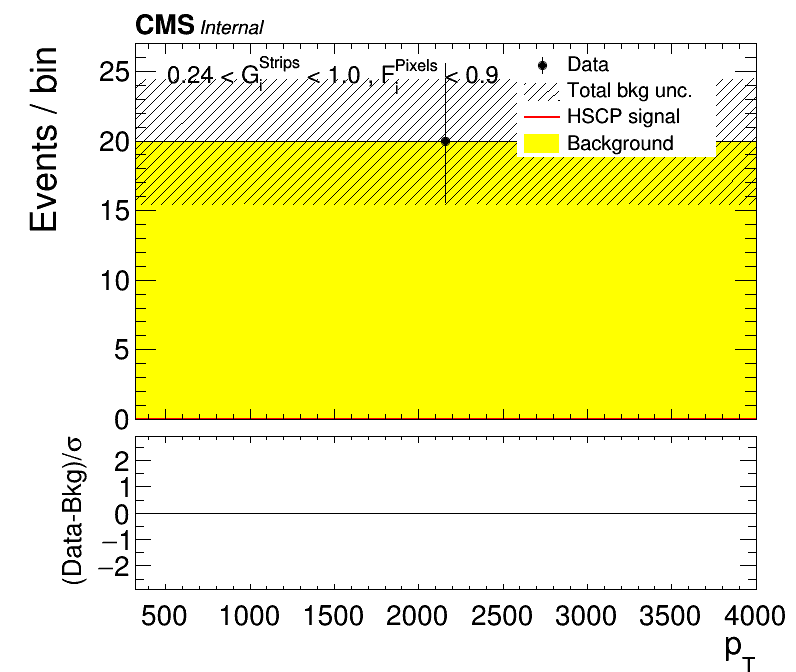 CMS Internal
Events / bin
0.24 < G_i^Strips < 1.0 , F_i^Pixels < 0.9
Data
Total bkg unc.
HSCP signal
Background
25
20
15
10
5
0
(Data-Bkg)/σ
2
1
0
−1
−2
500 1000 1500 2000 2500 3000 3500 4000
p_T